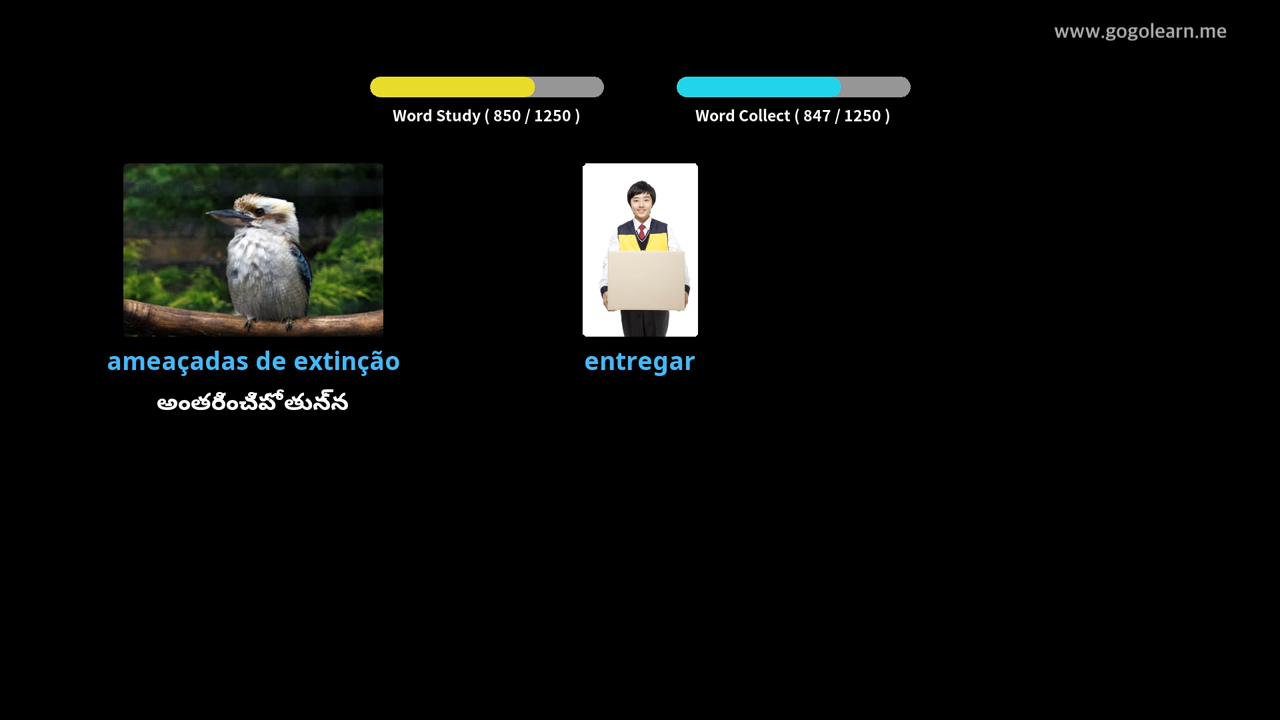 www.gogolearn.me
Word Study ( 850 / 1250 )
Word Collect ( 847 / 1250 )
ameaçadas de extinção
entregar
అంతరించిపోతున్న